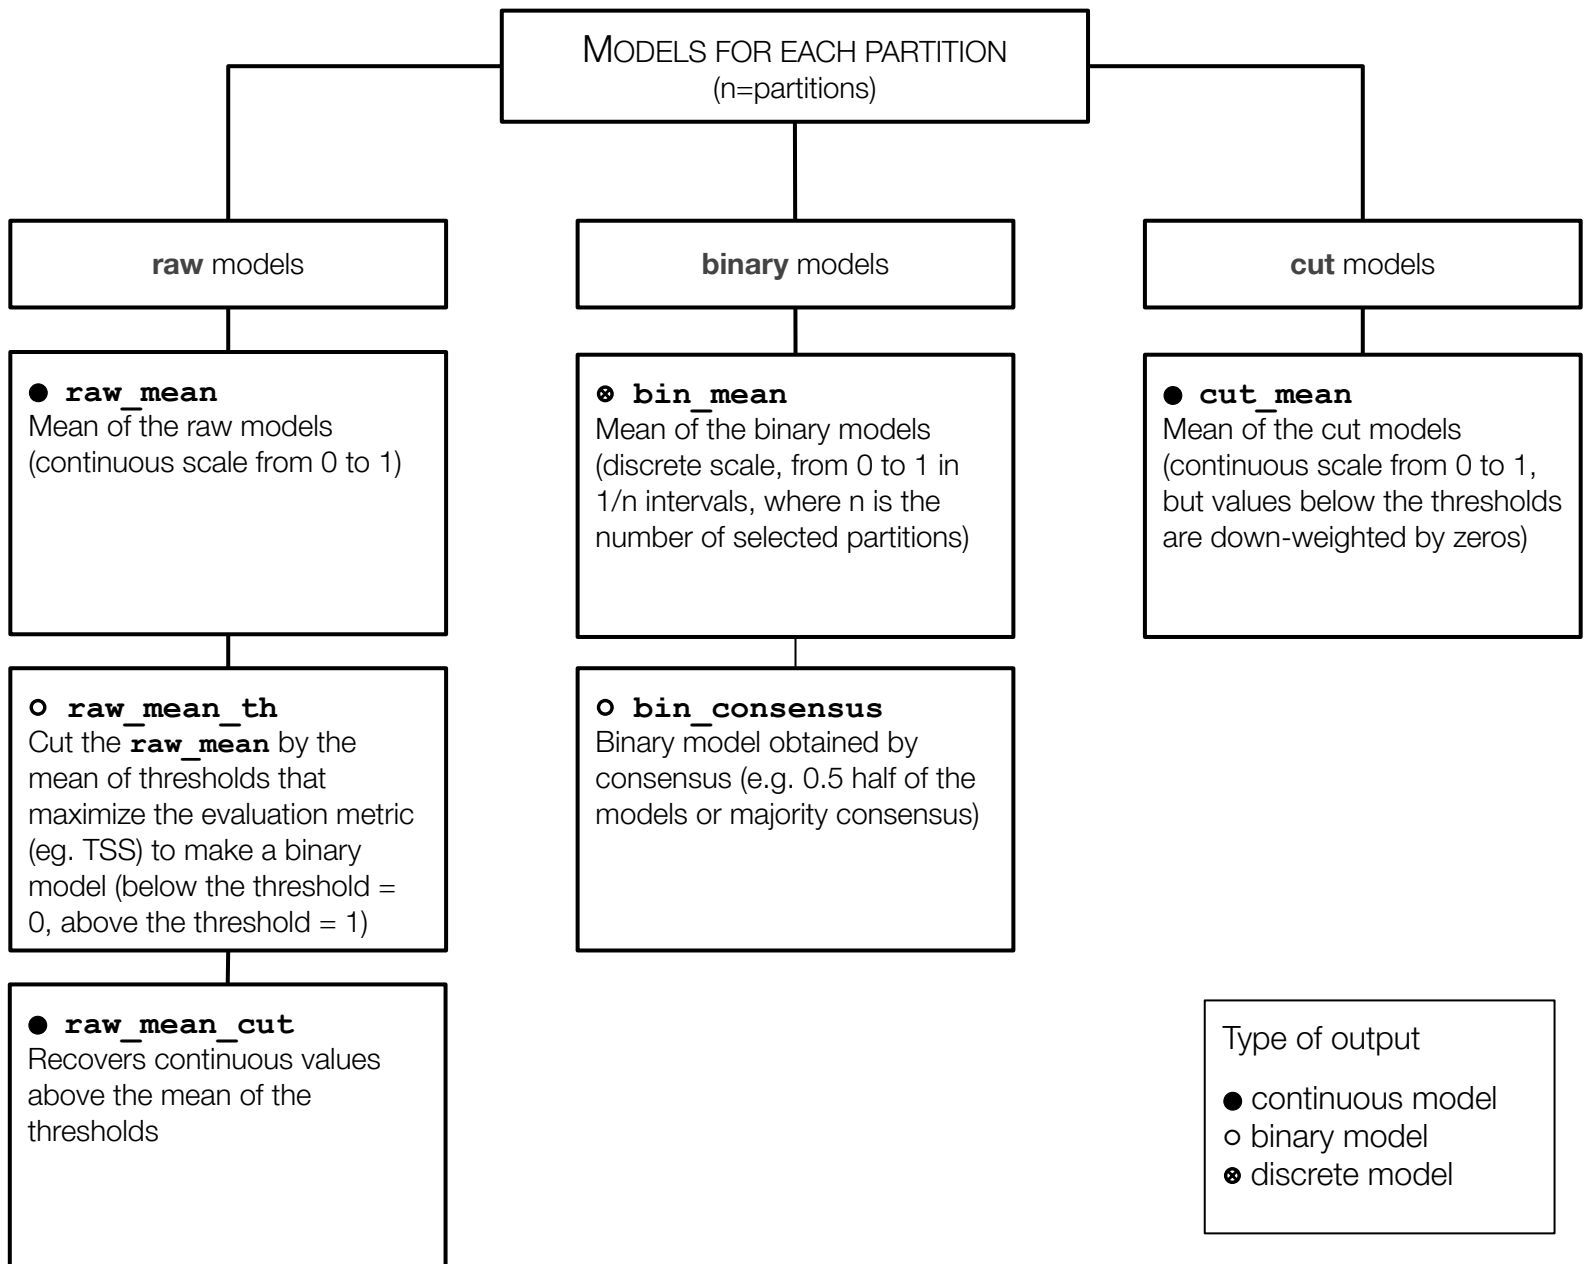 MODELS FOR EACH PARTITION
(n=partitions)
raw models
binary models
cut models
● raw_mean
Mean of the raw models
(continuous scale from 0 to 1)
⊗ bin_mean
Mean of the binary models
(discrete scale, from 0 to 1 in
1/n intervals, where n is the
number of selected partitions)
● cut_mean
Mean of the cut models
(continuous scale from 0 to 1,
but values below the thresholds
are down-weighted by zeros)
○ raw_mean_th
Cut the raw_mean by the
mean of thresholds that
maximize the evaluation metric
(eg. TSS) to make a binary
model (below the threshold =
0, above the threshold = 1)
○ bin_consensus
Binary model obtained by
consensus (e.g. 0.5 half of the
models or majority consensus)
● raw_mean_cut
Recovers continuous values
above the mean of the
thresholds
Type of output
● continuous model
○ binary model
⊗ discrete model